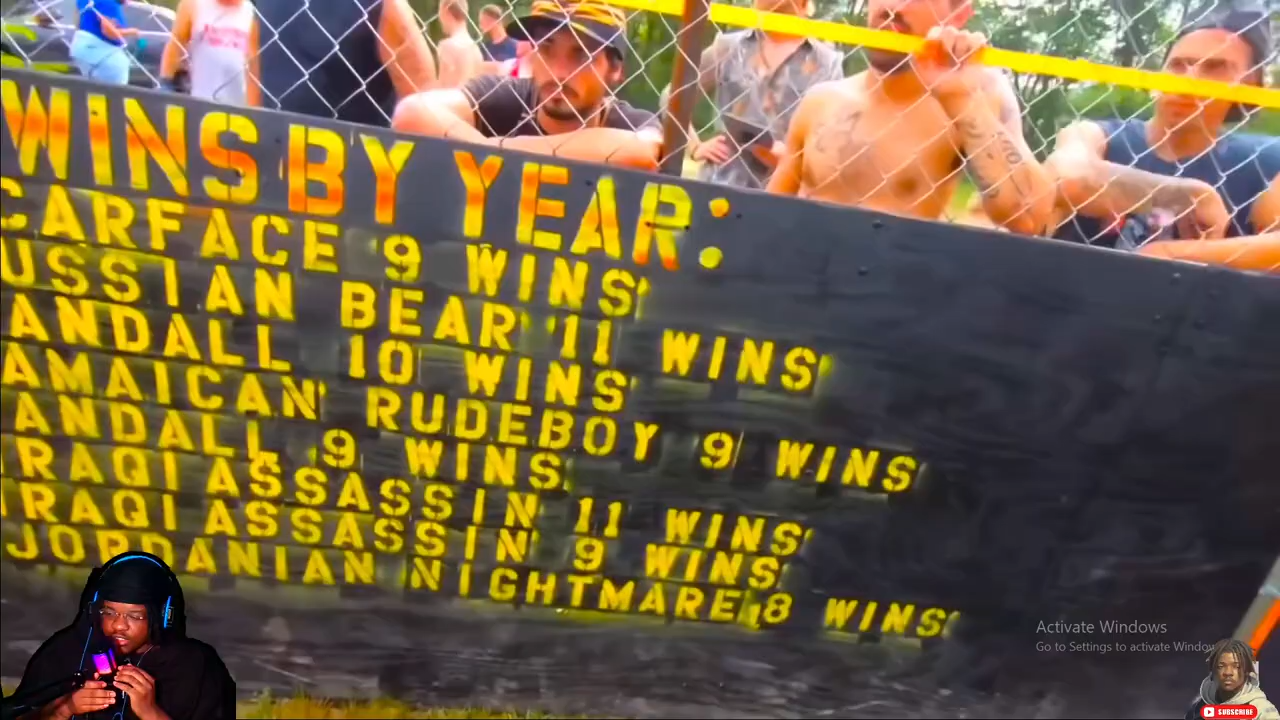 WINS BY YEAR:
CARFACE 9 WINS
USSIAN BEAR 11 WINS
ANDALL 10 WINS
AMAICAN RUDEBOY 9 WINS
ANDALL 9 WINS
RAQI ASSASSIN 11 WINS
IRAQI ASSASSIN 9 WINS
JORDANIAN NIGHTMARE 8 WINS
Activate Windows
Go to Settings to activate Window
SUBSCRIBE